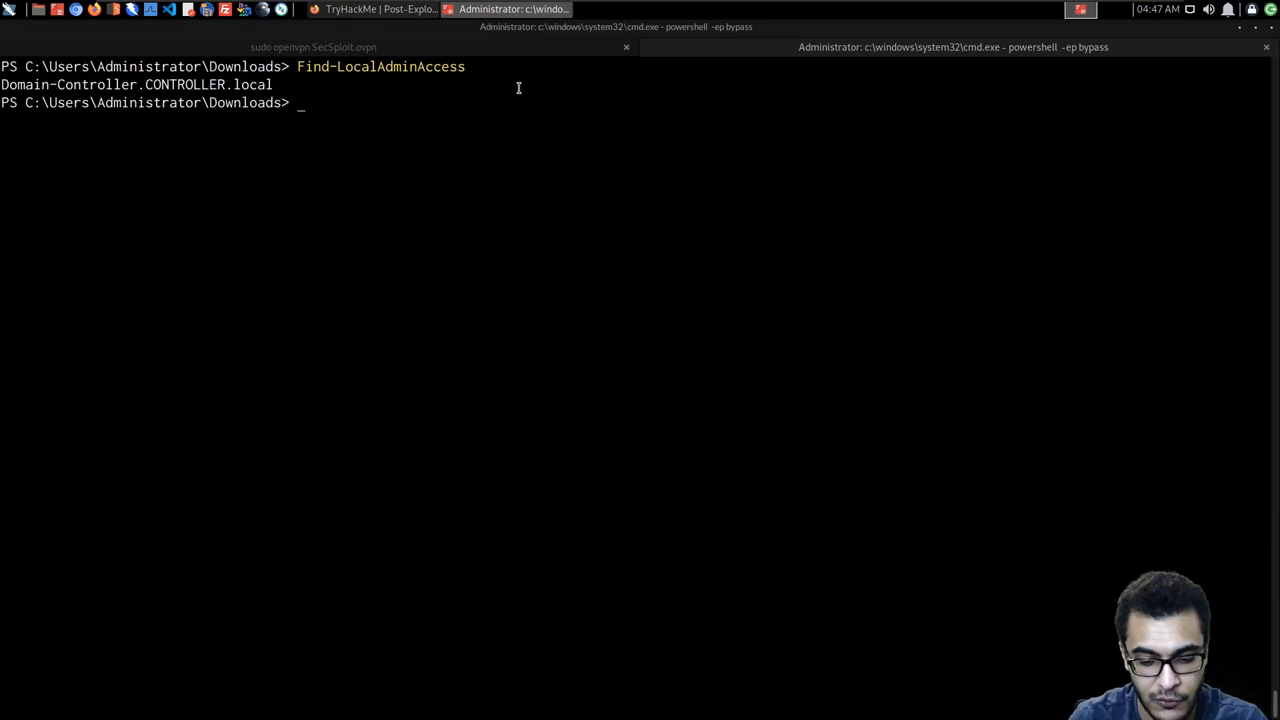 TryHackMe | Post-Explo...
Administrator: c:\windo...
04:47 AM
Administrator: c:\windows\system32\cmd.exe - powershell -ep bypass
sudo openvpn SecSploit.ovpn
Administrator: c:\windows\system32\cmd.exe - powershell -ep bypass
PS C:\Users\Administrator\Downloads> Find-LocalAdminAccess
Domain-Controller.CONTROLLER.local
PS C:\Users\Administrator\Downloads> _